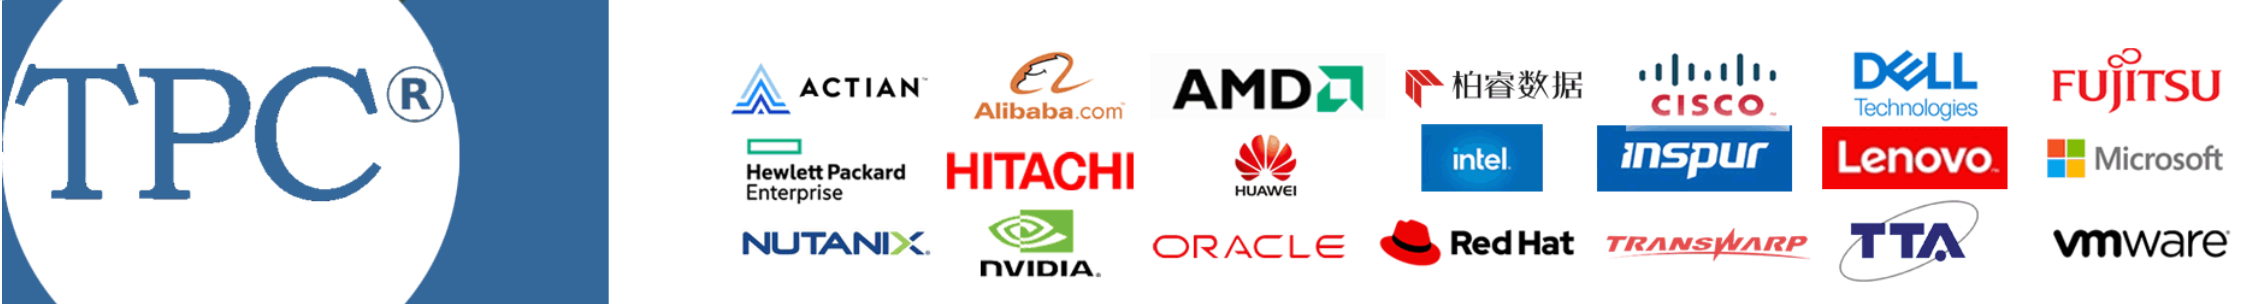 TPC®
ACTIAN™
Alibaba.com
AMD
柏睿数据
CISCO
DELL
Technologies
FUJITSU
Hewlett Packard
Enterprise
HITACHI
HUAWEI
intel.
inspur
Lenovo
Microsoft
NUTANIX
nVIDIA.
ORACLE
Red Hat
TRANSWARP
TTA
vmware